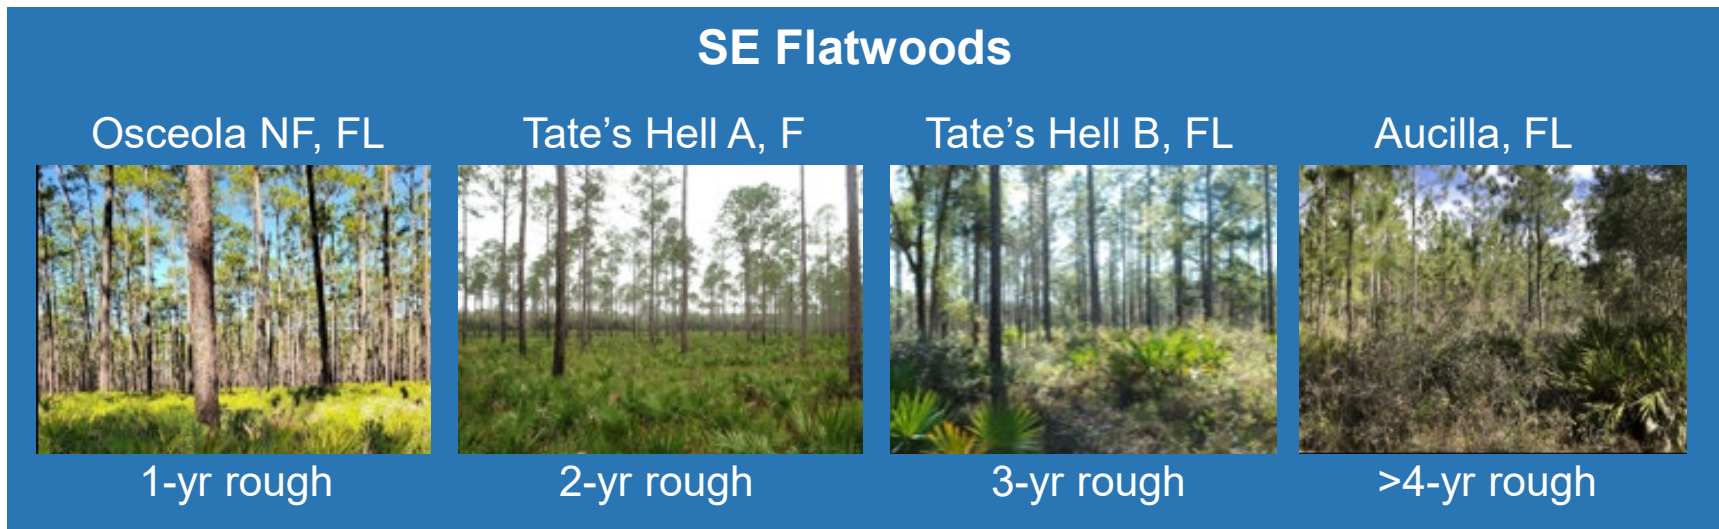 SE Flatwoods
Osceola NF, FL
Tate’s Hell A, F
Tate’s Hell B, FL
Aucilla, FL
1-yr rough
2-yr rough
3-yr rough
>4-yr rough